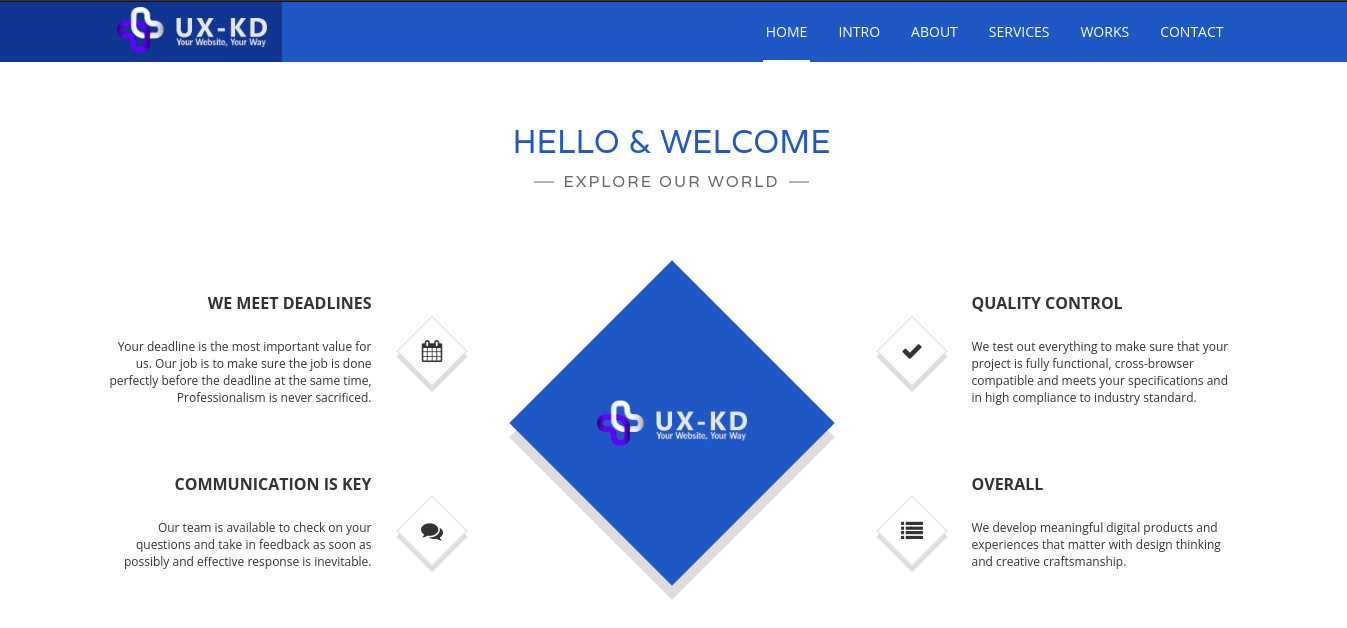 UX-KD
Your Website, Your Way
HOME INTRO ABOUT SERVICES WORKS CONTACT
HELLO & WELCOME
EXPLORE OUR WORLD
WE MEET DEADLINES
Your deadline is the most important value for
us. Our job is to make sure the job is done
perfectly before the deadline at the same time,
Professionalism is never sacrificed.
COMMUNICATION IS KEY
Our team is available to check on your
questions and take in feedback as soon as
possibly and effective response is inevitable.
UX-KD
Your Website, Your Way
QUALITY CONTROL
We test out everything to make sure that your
project is fully functional, cross-browser
compatible and meets your specifications and
in high compliance to industry standard.
OVERALL
We develop meaningful digital products and
experiences that matter with design thinking
and creative craftsmanship.